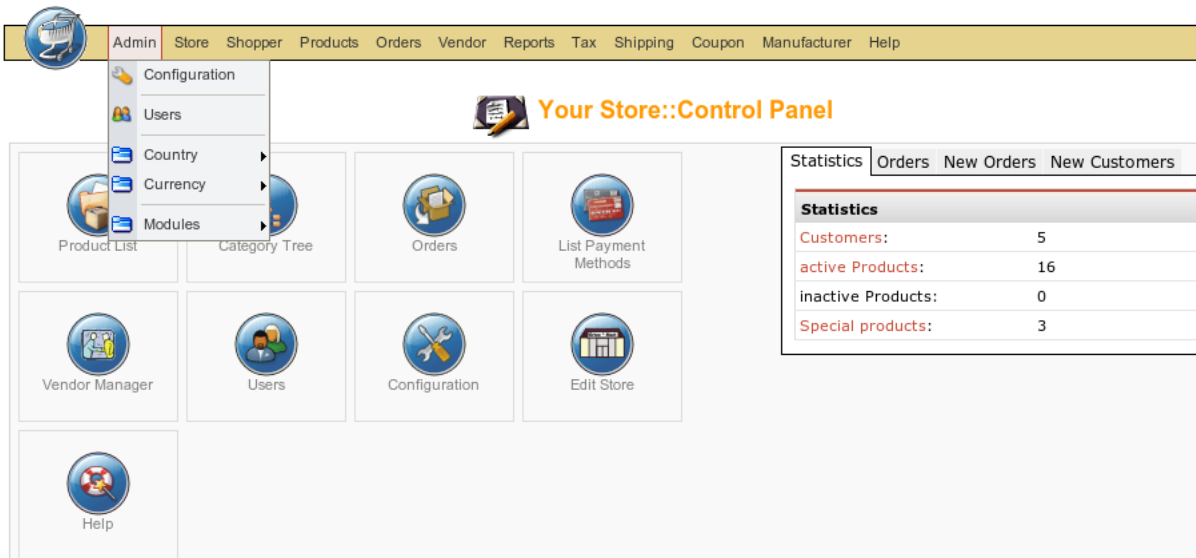 Admin Store Shopper Products Orders Vendor Reports Tax Shipping Coupon Manufacturer Help
Configuration
Users
Country
Currency
Modules
Your Store::Control Panel
Product List
Category Tree
Orders
List Payment
Methods
Vendor Manager
Users
Configuration
Edit Store
Help
Statistics Orders New Orders New Customers
Statistics
Customers: 5
active Products: 16
inactive Products: 0
Special products: 3